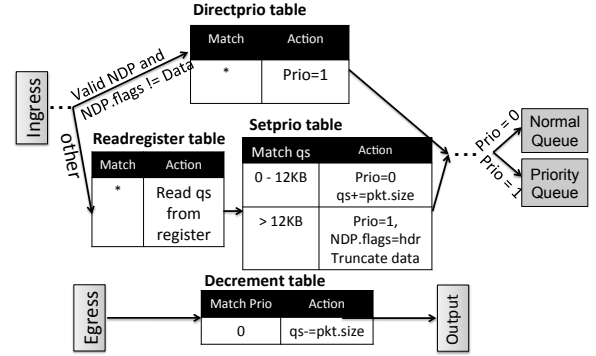 Directprio table
Match Action
* Prio=1
Ingress
...
Valid NDP and
NDP.flags != Data
other
Readregister table
Match Action
* Read qs
from
register
Setprio table
Match qs Action
0 - 12KB Prio=0
qs+=pkt.size
> 12KB Prio=1,
NDP.flags=hdr
Truncate data
...
Prio = 0
Prio = 1
Normal
Queue
Priority
Queue
Decrement table
Egress
Match Prio Action
0 qs-=pkt.size
Output